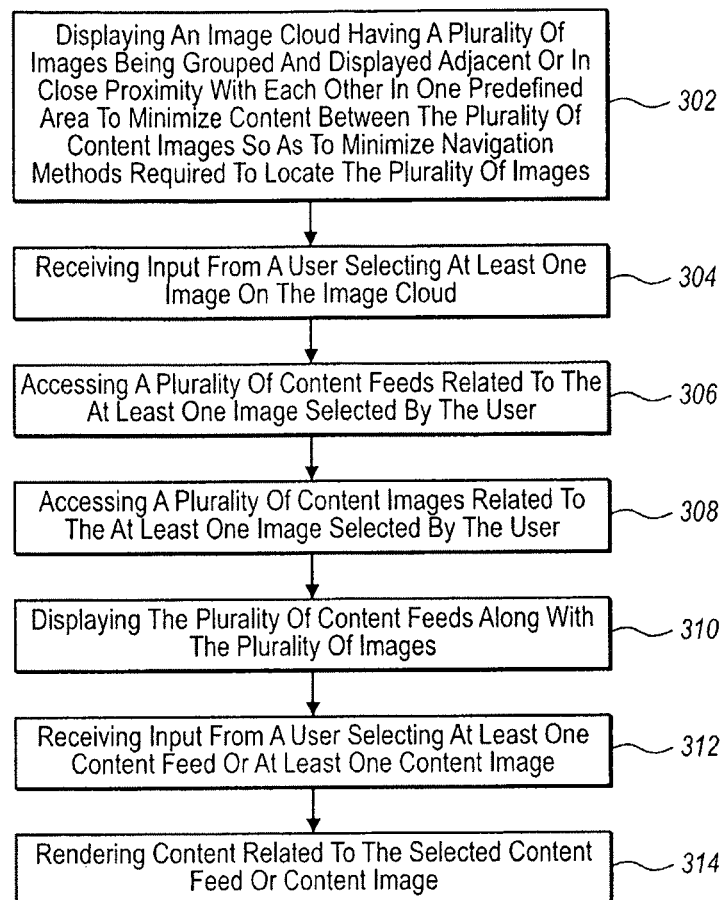 Displaying An Image Cloud Having A Plurality Of
Images Being Grouped And Displayed Adjacent Or In
Close Proximity With Each Other In One Predefined
Area To Minimize Content Between The Plurality Of
Content Images So As To Minimize Navigation
Methods Required To Locate The Plurality Of Images
302
Receiving Input From A User Selecting At Least One
Image On The Image Cloud
304
Accessing A Plurality Of Content Feeds Related To The
At Least One Image Selected By The User
306
Accessing A Plurality Of Content Images Related To
The At Least One Image Selected By The User
308
Displaying The Plurality Of Content Feeds Along With
The Plurality Of Images
310
Receiving Input From A User Selecting At Least One
Content Feed Or At Least One Content Image
312
Rendering Content Related To The Selected Content
Feed Or Content Image
314